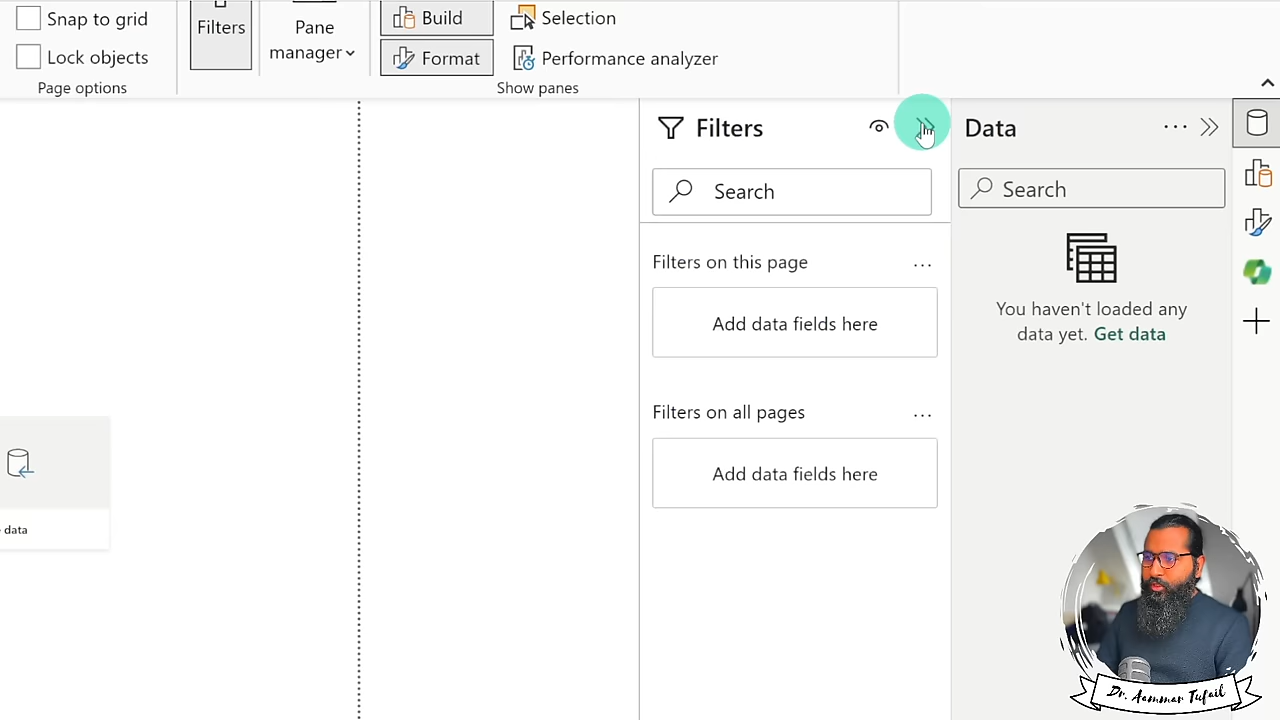 Snap to grid
Lock objects
Page options
Filters
Pane
manager
Build
Format
Selection
Performance analyzer
Show panes
Filters
Search
Filters on this page
...
Add data fields here
Filters on all pages
...
Add data fields here
Data
...
Search
You haven't loaded any
data yet. Get data
data
Dr. Aammar Tufail